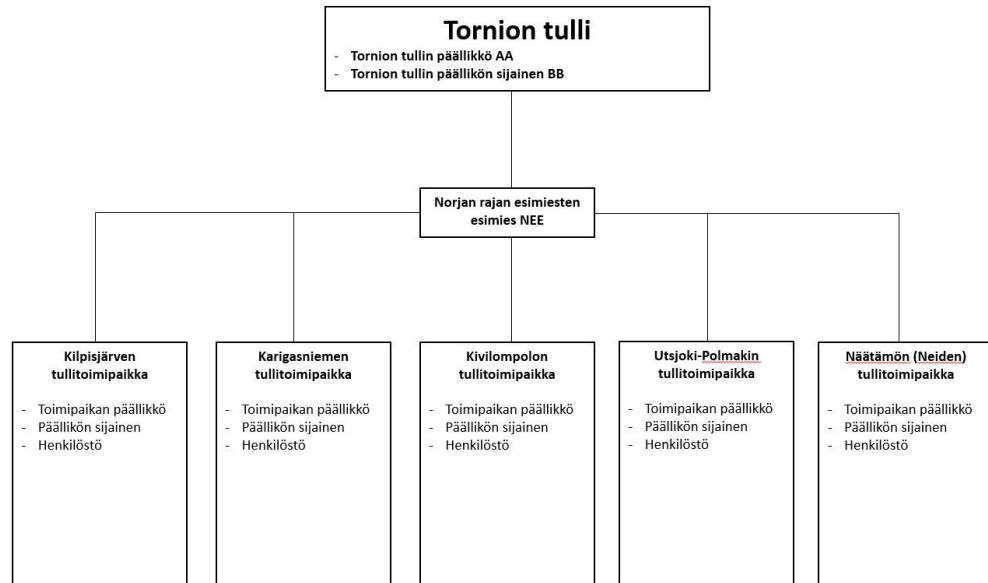 Tornion tulli
- Tornion tullin päällikkö AA
- Tornion tullin päällikön sijainen BB
Norjan rajan esimiesten
esimies NEE
Kilpisjärven
tullitoimipaikka
- Toimipaikan päällikkö
- Päällikön sijainen
- Henkilöstö
Karigasniemen
tullitoimipaikka
- Toimipaikan päällikkö
- Päällikön sijainen
- Henkilöstö
Kivilompolon
tullitoimipaikka
- Toimipaikan päällikkö
- Päällikön sijainen
- Henkilöstö
Utsjoki-Polmakin
tullitoimipaikka
- Toimipaikan päällikkö
- Päällikön sijainen
- Henkilöstö
Näätämön (Neiden)
tullitoimipaikka
- Toimipaikan päällikkö
- Päällikön sijainen
- Henkilöstö